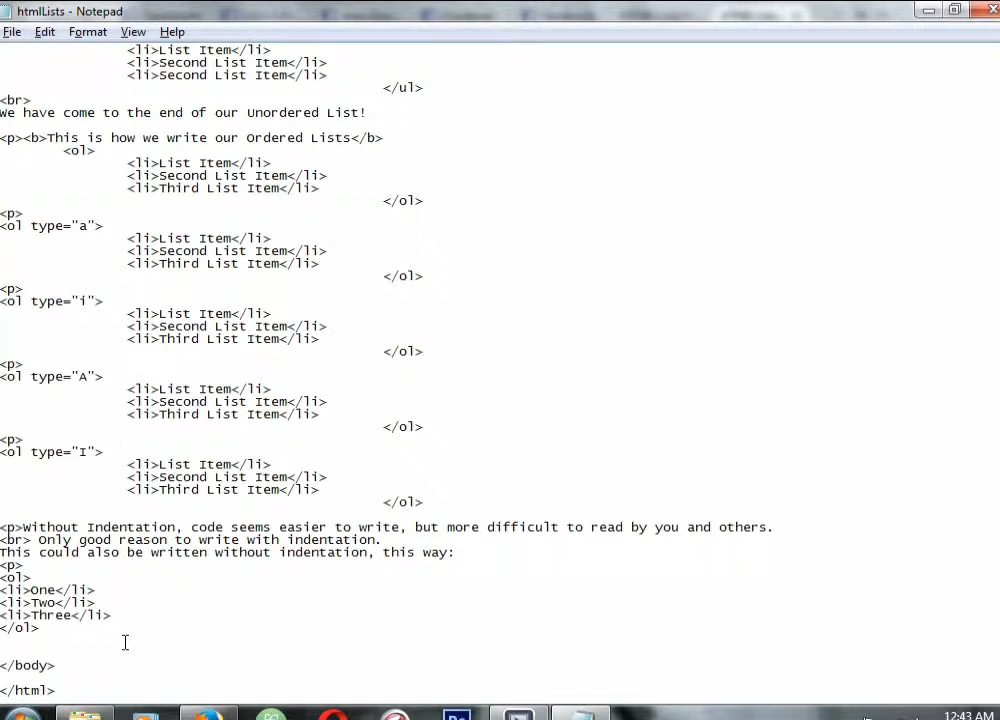 htmlLists - Notepad
File Edit Format View Help
<li>List Item</li>
<li>Second List Item</li>
<li>Second List Item</li>
</ul>
<br>
We have come to the end of our Unordered List!
<p><b>This is how we write our Ordered Lists</b>
<ol>
<li>List Item</li>
<li>Second List Item</li>
<li>Third List Item</li>
</ol>
<p>
<ol type="a">
<li>List Item</li>
<li>Second List Item</li>
<li>Third List Item</li>
</ol>
<p>
<ol type="i">
<li>List Item</li>
<li>Second List Item</li>
<li>Third List Item</li>
</ol>
<p>
<ol type="A">
<li>List Item</li>
<li>Second List Item</li>
<li>Third List Item</li>
</ol>
<p>
<ol type="I">
<li>List Item</li>
<li>Second List Item</li>
<li>Third List Item</li>
</ol>
<p>Without Indentation, code seems easier to write, but more difficult to read by you and others.
<br> Only good reason to write with indentation.
This could also be written without indentation, this way:
<p>
<ol>
<li>One</li>
<li>Two</li>
<li>Three</li>
</ol>
</body>
</html>
12:43 AM